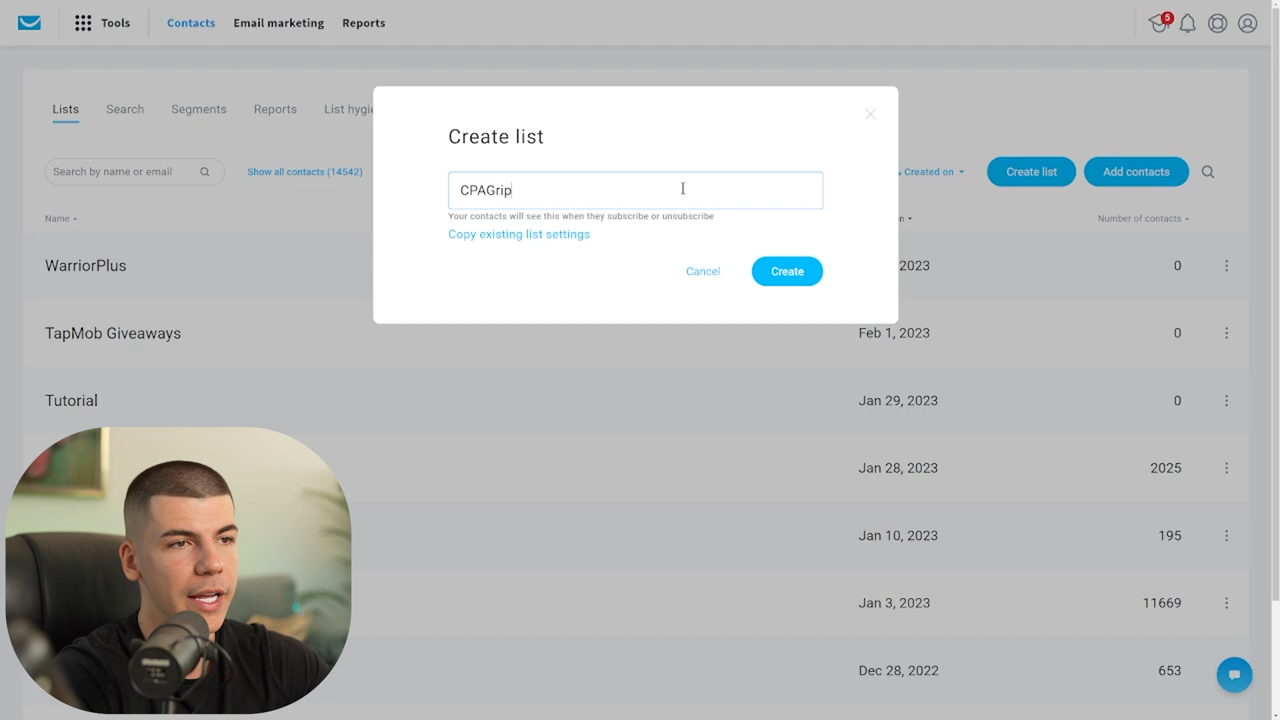 Tools
Contacts
Email marketing
Reports
5
Lists
Search
Segments
Reports
List hygie
Create list
CPAGrip
Your contacts will see this when they subscribe or unsubscribe
Copy existing list settings
Cancel
Create
Search by name or email
Show all contacts (14542)
Created on
Create list
Add contacts
Name
on
Number of contacts
WarriorPlus
2023
0
TapMob Giveaways
Feb 1, 2023
0
Tutorial
Jan 29, 2023
0
Jan 28, 2023
2025
Jan 10, 2023
195
Jan 3, 2023
11669
Dec 28, 2022
653